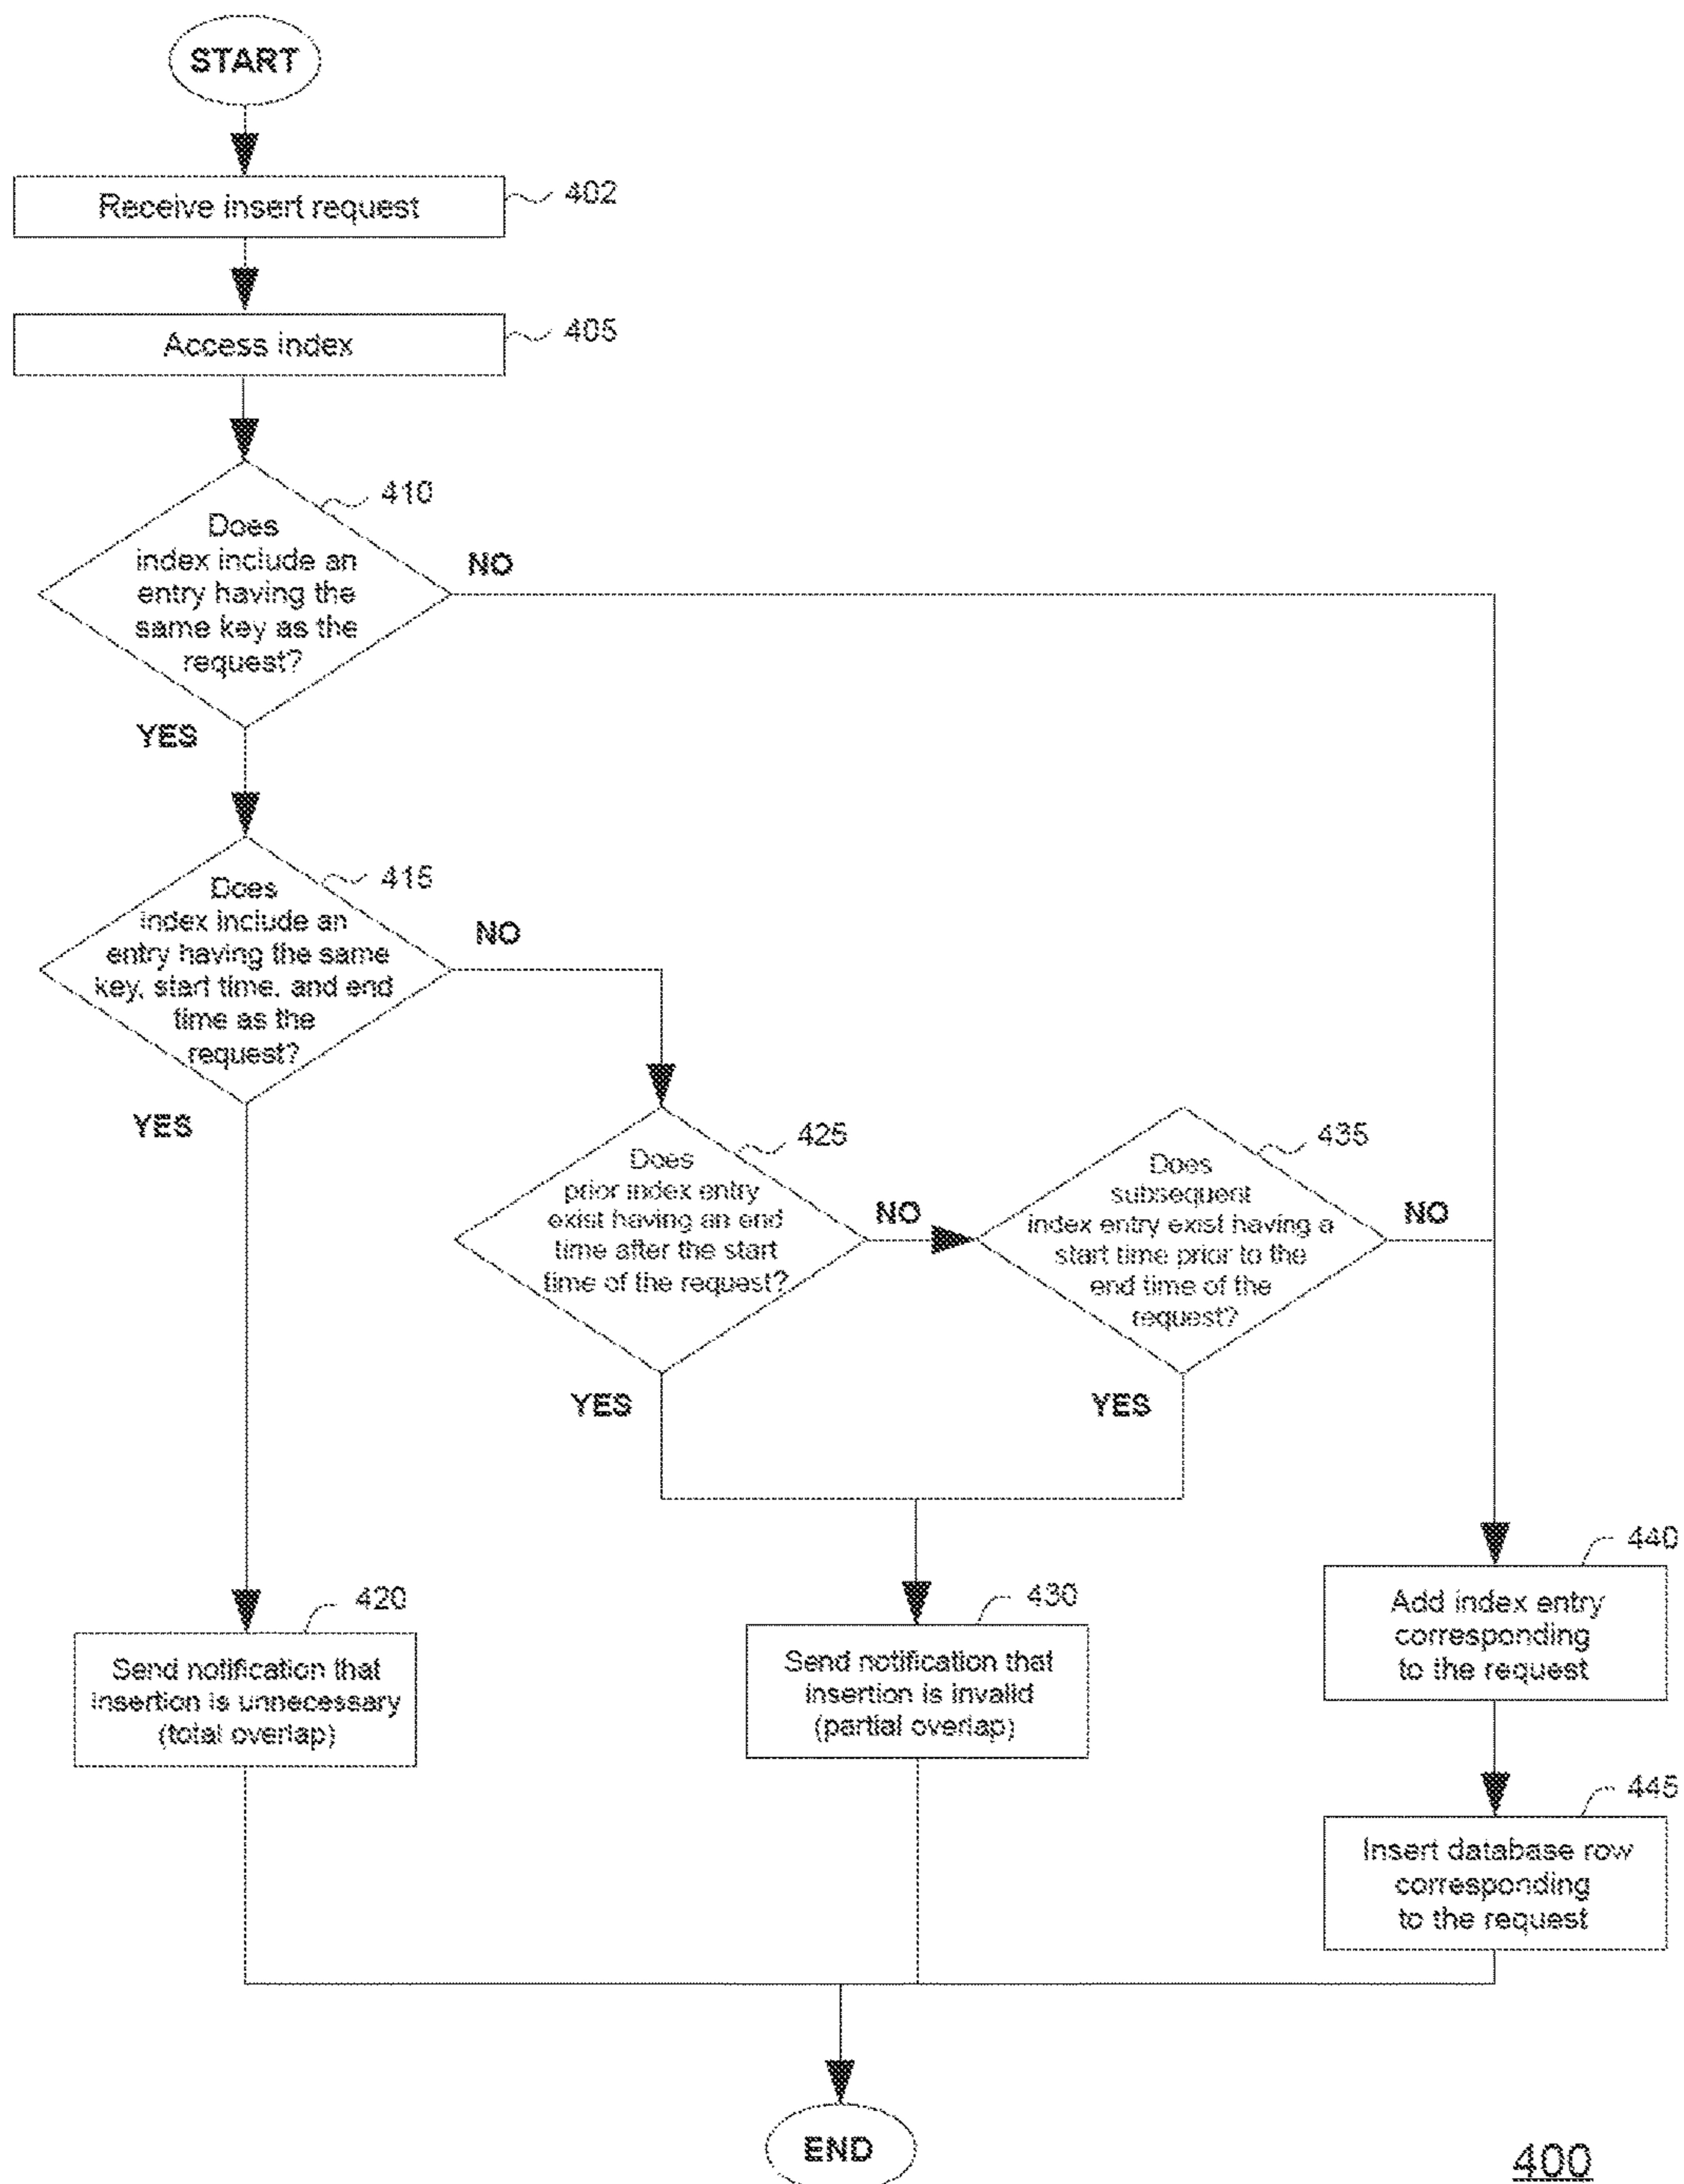 START
Receive insert request
402
Access index
405
410
Does
index include an
entry having the
same key as the
request?
NO
YES
415
Does
index include an
entry having the same
key, start time, and end
time as the
request?
NO
YES
425
Does
prior index entry
exist having an end
time after the start
time of the request?
NO
YES
435
Does
subsequent
index entry exist having a
start time prior to the
end time of the
request?
NO
YES
420
Send notification that
insertion is unnecessary
(total overlap)
430
Send notification that
insertion is invalid
(partial overlap)
440
Add index entry
corresponding
to the request
445
Insert database row
corresponding
to the request
END
400